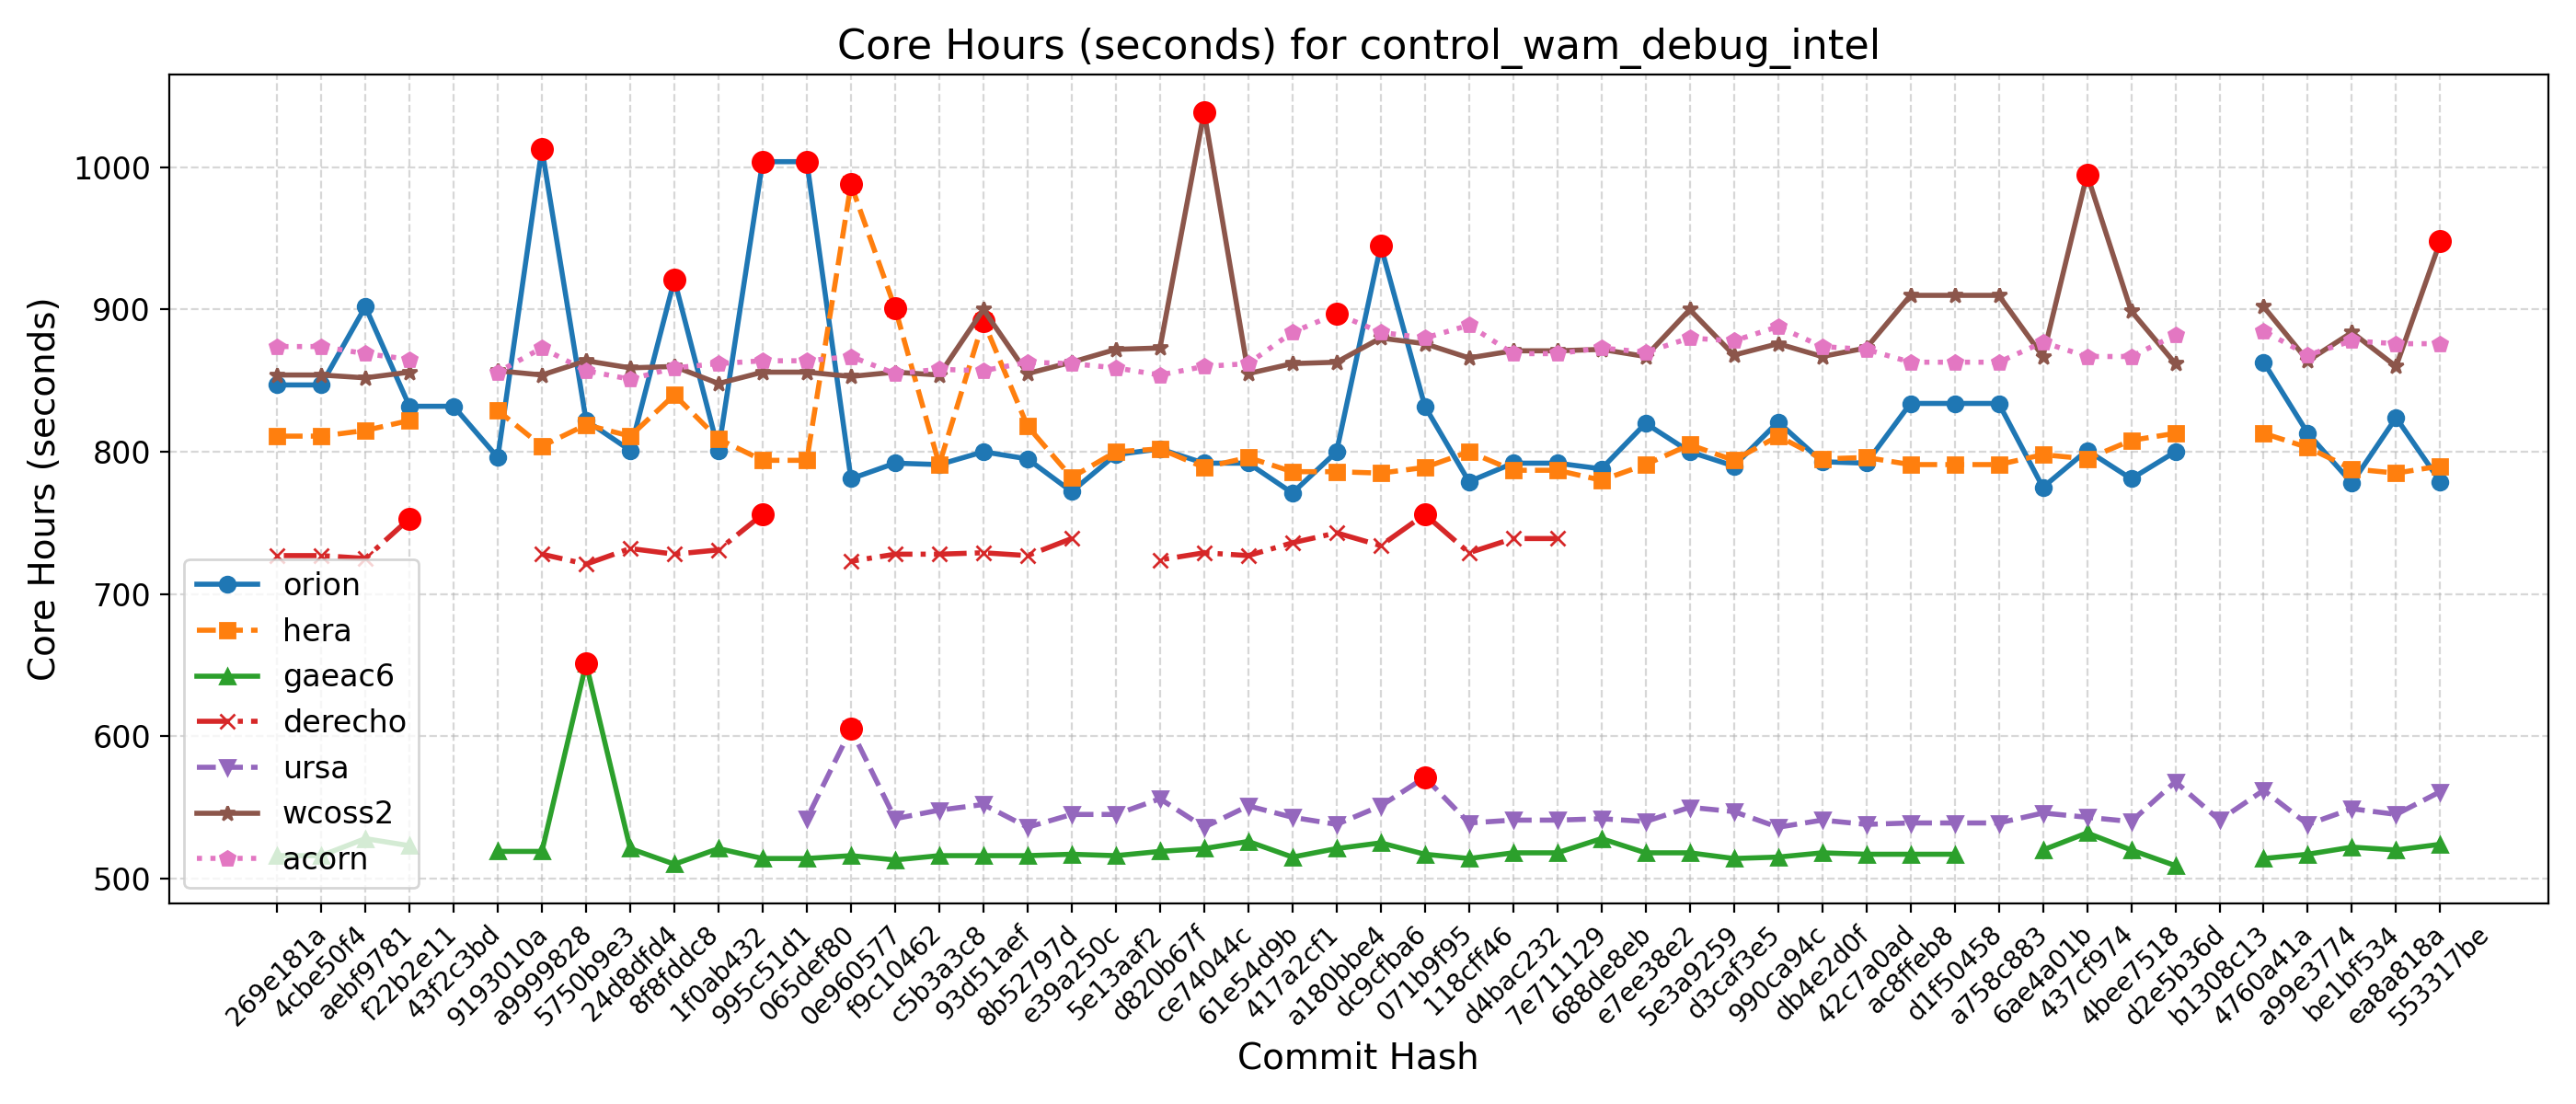 Core Hours (seconds) for control_wam_debug_intel
Core Hours (seconds)
1000
900
800
700
600
500
orion
hera
gaeac6
derecho
ursa
wcoss2
acorn
269e181a
4cbe50f4
aebf9781
f22b2e11
43f2c3bd
9193010a
a9999828
5750b9e3
24d8dfd4
8f8fddc8
1f0ab432
995c51d1
065def80
0e960577
f9c10462
c5b3a3c8
93d51aef
8b52797d
e39a250c
5e13aaf2
d820b67f
ce74044c
61e54d9b
417a2cf1
a180bbe4
dc9cfba6
071b9f95
118cff46
d4bac232
7e711129
688de8eb
e7ee38e2
5e3a9259
d3caf3e5
990ca94c
db4e2d0f
42c7a0ad
ac8ffeb8
d1f50458
a758c883
6ae4a01b
437cf974
4bee7518
d2e5b36d
b1308c13
4760a41a
a99e3774
be1bf534
ea8a818a
553317be
Commit Hash